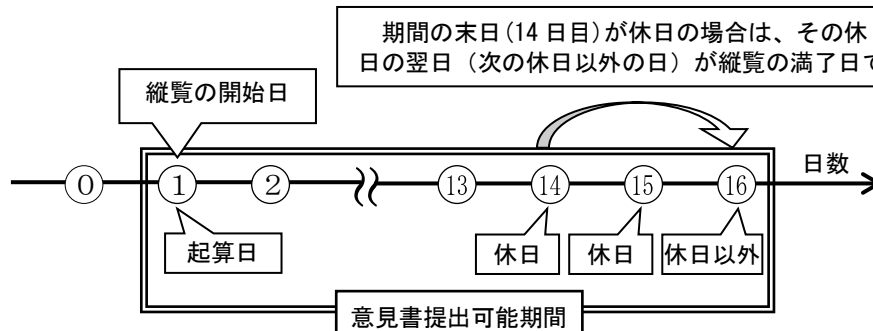 期間の末日(14日目)が休日の場合は、その休
日の翌日（次の休日以外の日）が縦覧の満了日で
縦覧の開始日
日数
⓪ ① ② ⑬ ⑭ ⑮ ⑯
起算日 休日 休日 休日以外
意見書提出可能期間